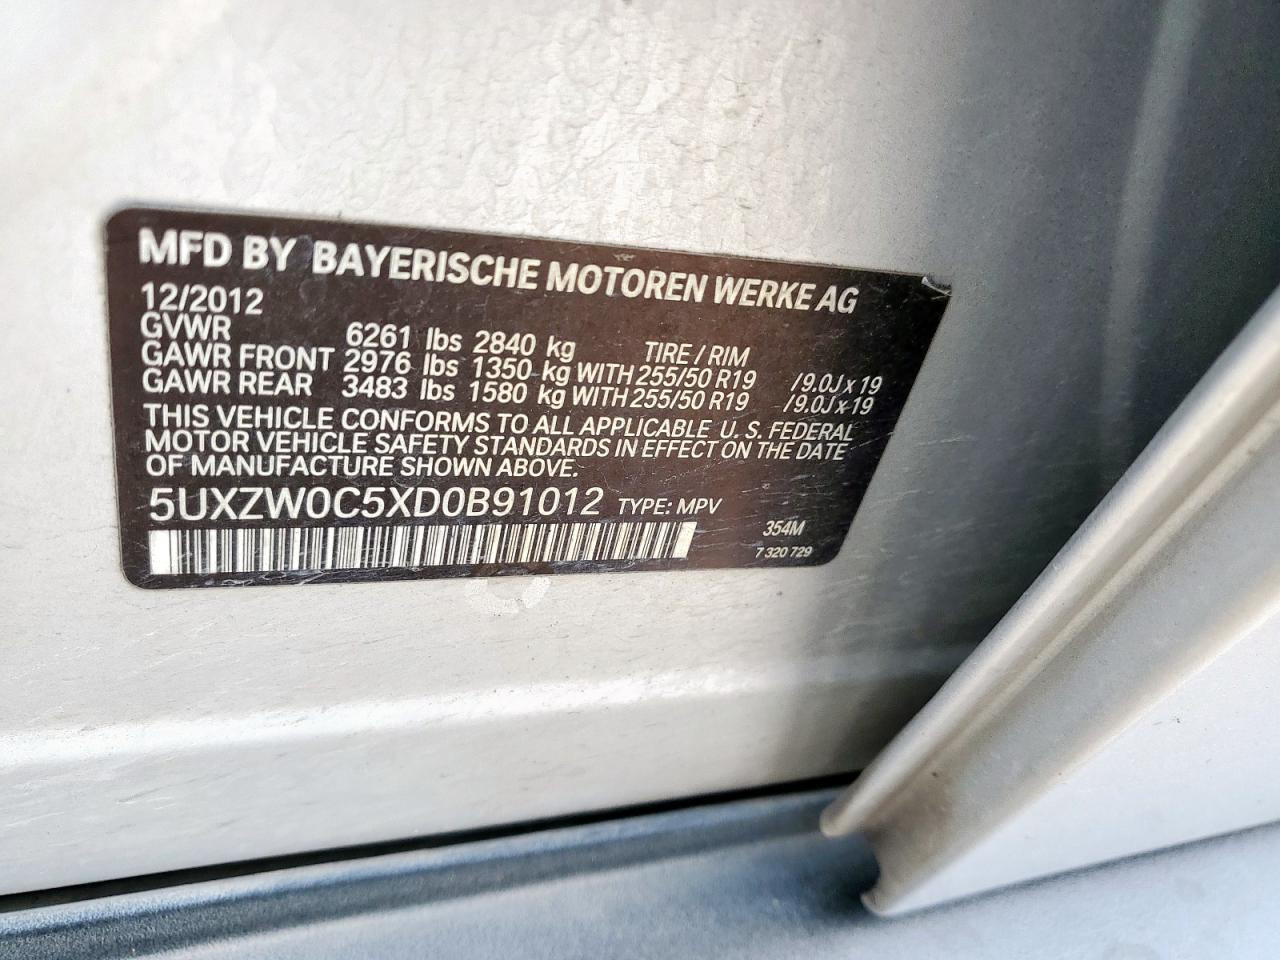 MFD BY BAYERISCHE MOTOREN WERKE AG
12/2012
GVWR 6261 lbs 2840 kg TIRE / RIM
GAWR FRONT 2976 lbs 1350 kg WITH 255/50 R19 /9.0J x 19
GAWR REAR 3483 lbs 1580 kg WITH 255/50 R19 /9.0J x 19
THIS VEHICLE CONFORMS TO ALL APPLICABLE U. S. FEDERAL
MOTOR VEHICLE SAFETY STANDARDS IN EFFECT ON THE DATE
OF MANUFACTURE SHOWN ABOVE.
5UXZW0C5XD0B91012 TYPE: MPV
354M
7 320 729